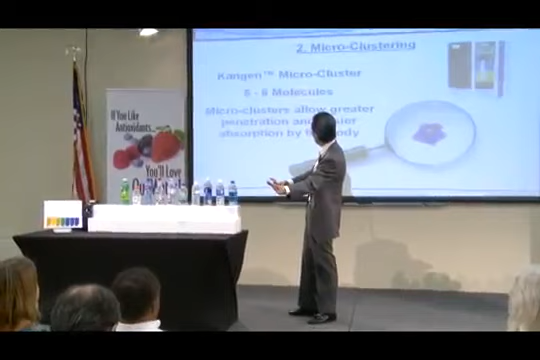 2. Micro-Clustering
Kangen™ Micro-Cluster
5 - 6 Molecules
Micro-clusters allow greater
penetration and easier
absorption by the body
If You Like
Antioxidants...
You'll Love